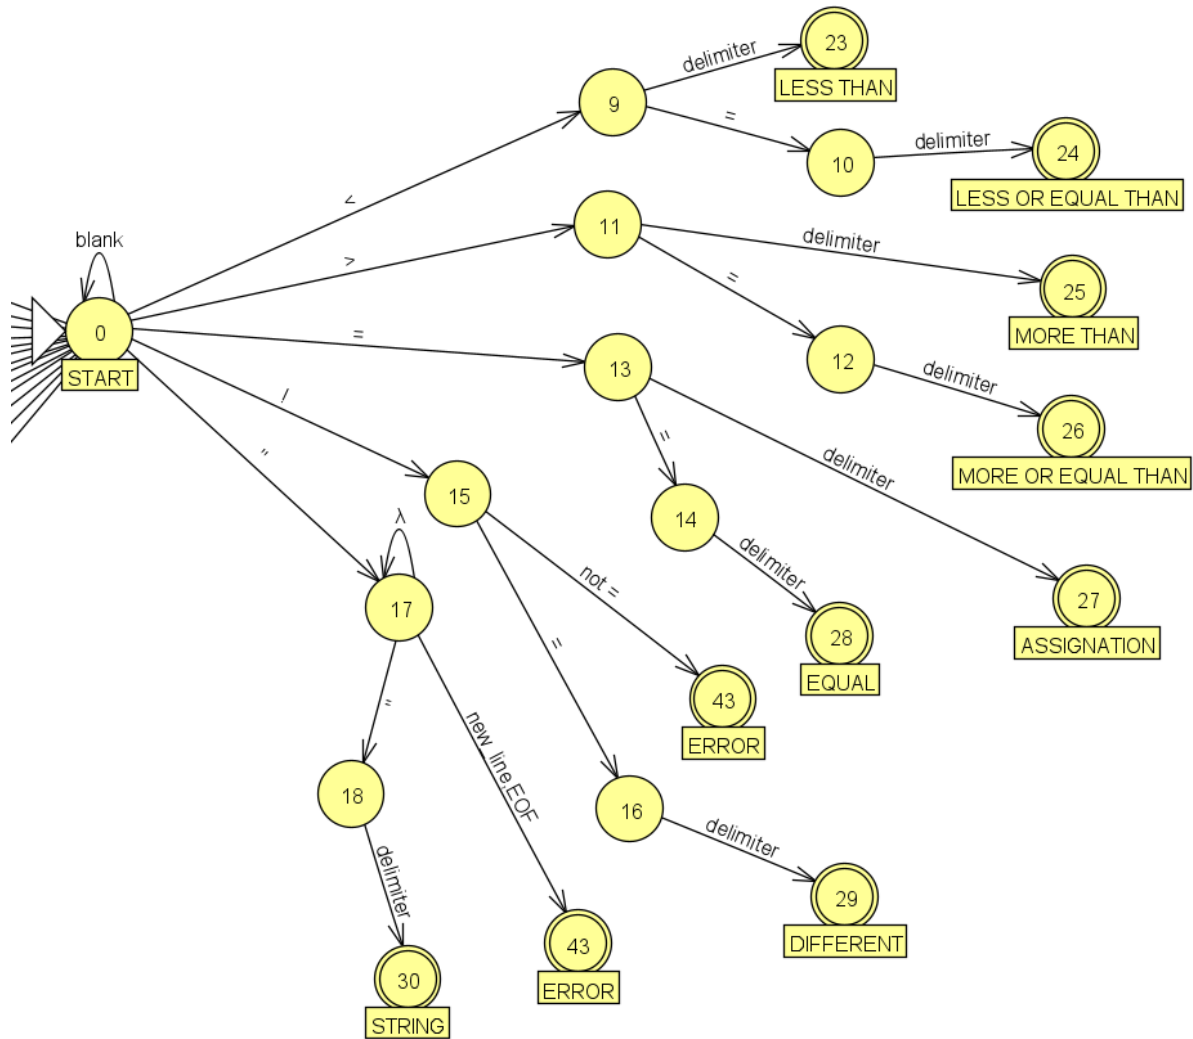 delimiter
23
LESS THAN
9
=
10
delimiter
24
LESS OR EQUAL THAN
<
blank
11
delimiter
>
=
25
MORE THAN
0
START
=
13
12
delimiter
26
MORE OR EQUAL THAN
!
"
=
delimiter
15
14
delimiter
λ
not =
17
27
ASSIGNATION
28
EQUAL
=
43
ERROR
"
new_line,EOF
18
16
delimiter
delimiter
29
DIFFERENT
43
ERROR
30
STRING